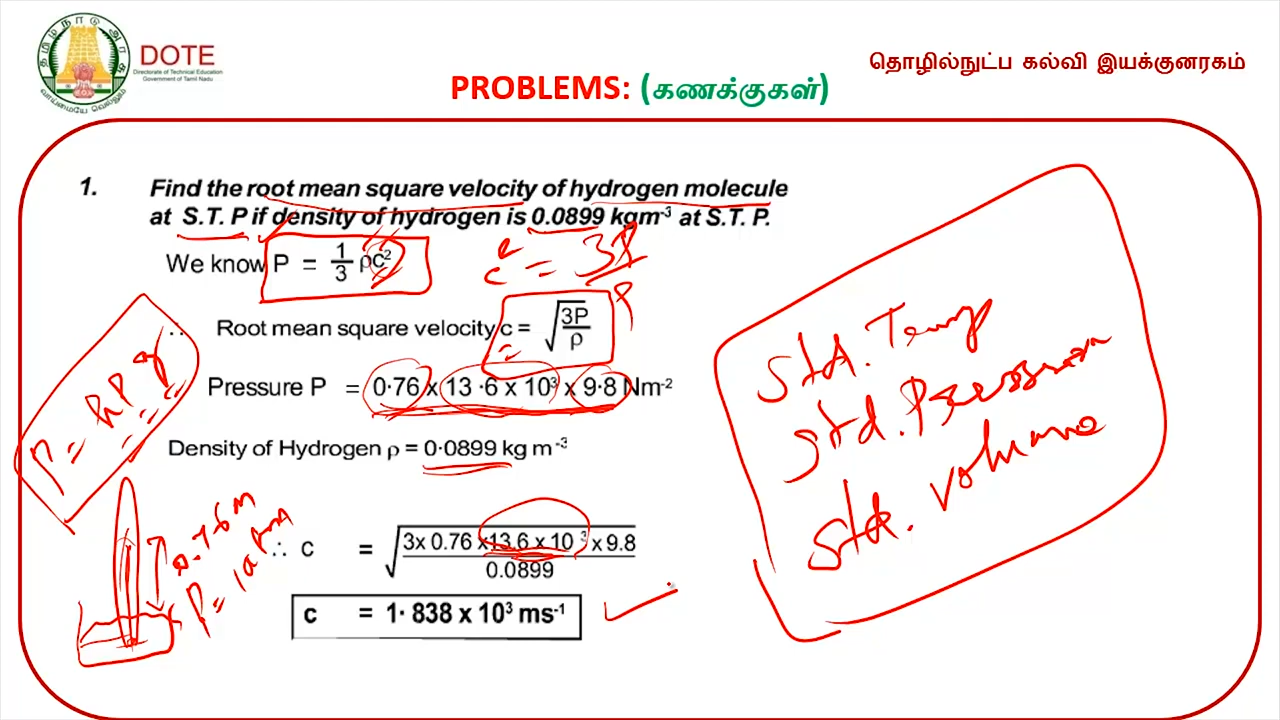 தமிழ் நாடு அரசு
வாய்மையே வெல்லும்
DOTE
Directorate of Technical Education
Government of Tamil Nadu
தொழில்நுட்ப கல்வி இயக்குனரகம்
PROBLEMS: (கணக்குகள்)
1. Find the root mean square velocity of hydrogen molecule
at S.T. P if density of hydrogen is 0.0899 kgm⁻³ at S.T. P.
We know P = 1/3 ρc²
c² = 3P/ρ
∴ Root mean square velocity c = √(3P/ρ)
Pressure P = 0.76 x 13 .6 x 10³ x 9.8 Nm⁻²
P = hρg
Density of Hydrogen ρ = 0.0899 kg m⁻³
0.76m
P = 1atm
∴ c = √(3x 0.76 x13.6 x 10³ x 9.8 / 0.0899)
c = 1. 838 x 10³ ms⁻¹
Std. Temp
Std. Pressure
Std. Volume